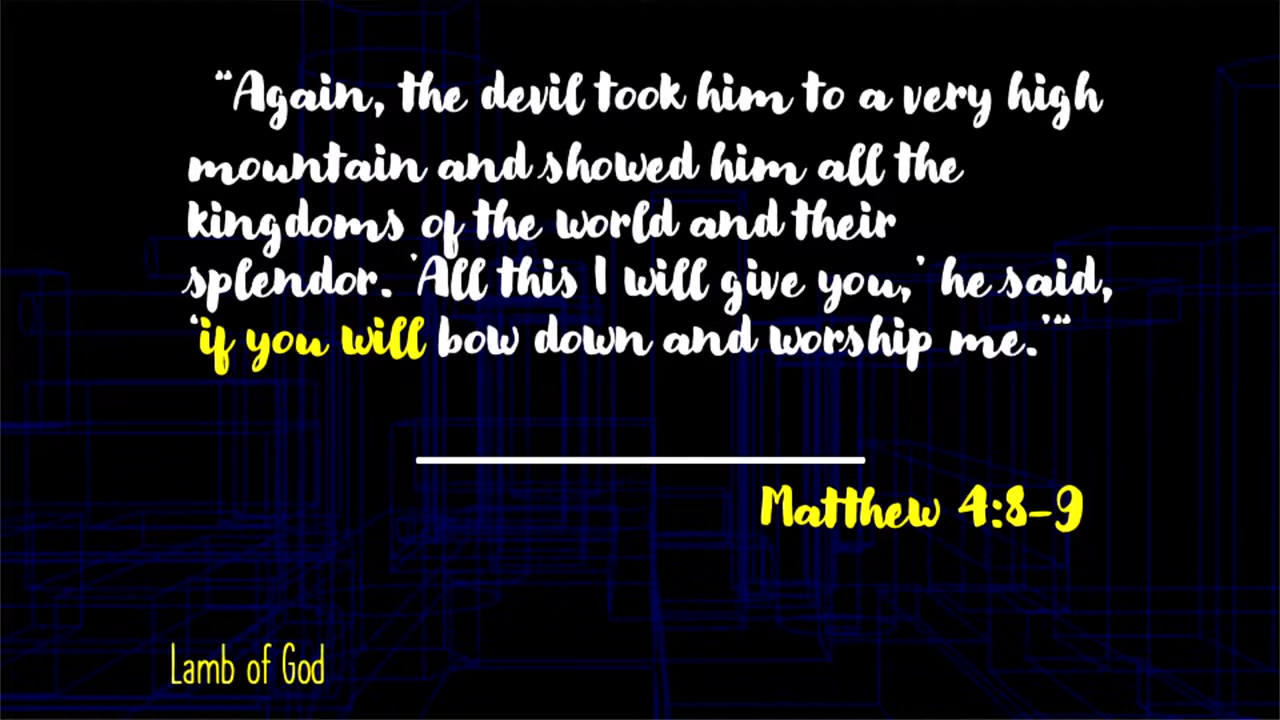 “Again, the devil took him to a very high
mountain and showed him all the
kingdoms of the world and their
splendor. ‘All this I will give you,’ he said,
‘if you will bow down and worship me.’”
Matthew 4:8-9
Lamb of God